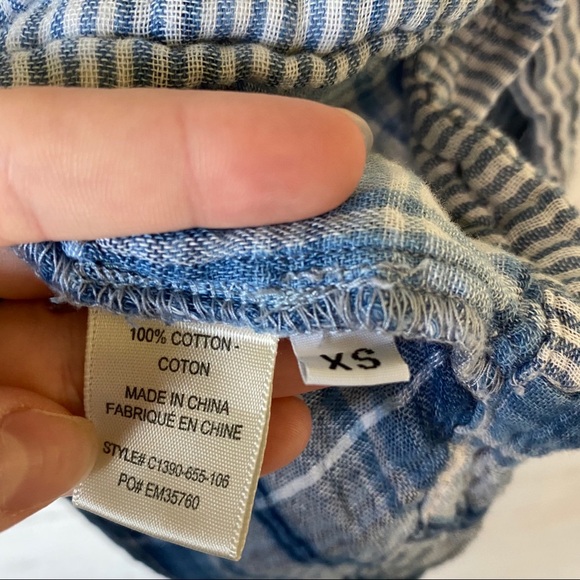 100% COTTON -
COTON
MADE IN CHINA
FABRIQUÉ EN CHINE
STYLE# C1390-655-106
PO# EM35760
XS